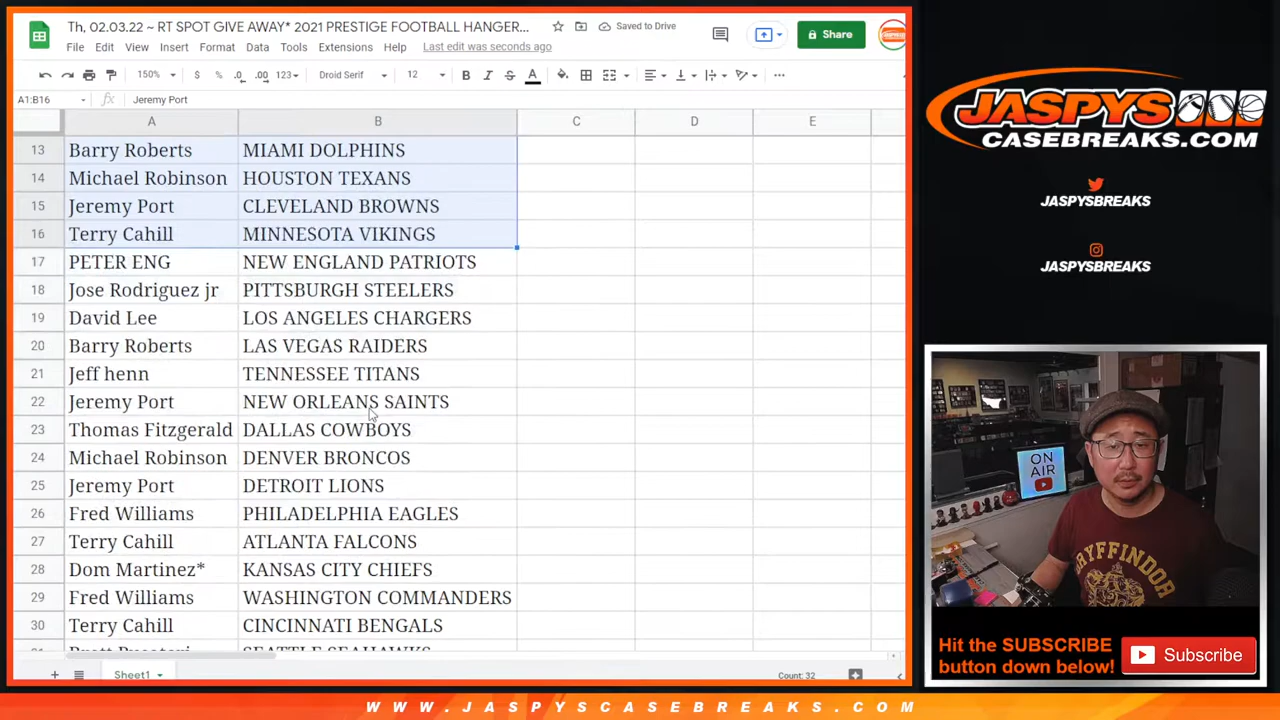 Th, 02.03.22 ~ RT SPOT GIVE AWAY* 2021 PRESTIGE FOOTBALL HANGER...
Saved to Drive
Share
File Edit View Insert Format Data Tools Extensions Help Last edit was seconds ago
150% $ % .0 .00 123 Droid Serif 12 B I S A
A1:B16 fx Jeremy Port
A B C D E
13 Barry Roberts MIAMI DOLPHINS
14 Michael Robinson HOUSTON TEXANS
15 Jeremy Port CLEVELAND BROWNS
16 Terry Cahill MINNESOTA VIKINGS
17 PETER ENG NEW ENGLAND PATRIOTS
18 Jose Rodriguez jr PITTSBURGH STEELERS
19 David Lee LOS ANGELES CHARGERS
20 Barry Roberts LAS VEGAS RAIDERS
21 Jeff henn TENNESSEE TITANS
22 Jeremy Port NEW ORLEANS SAINTS
23 Thomas Fitzgerald DALLAS COWBOYS
24 Michael Robinson DENVER BRONCOS
25 Jeremy Port DETROIT LIONS
26 Fred Williams PHILADELPHIA EAGLES
27 Terry Cahill ATLANTA FALCONS
28 Dom Martinez* KANSAS CITY CHIEFS
29 Fred Williams WASHINGTON COMMANDERS
30 Terry Cahill CINCINNATI BENGALS
SEATTLE SEAHAWKS
Sheet1
Count: 32
JASPYS
CASEBREAKS.COM
JASPYSBREAKS
JASPYSBREAKS
ON
AIR
GRYFFINDOR
Hit the SUBSCRIBE
button down below!
Subscribe
WWW.JASPYSCASEBREAKS.COM